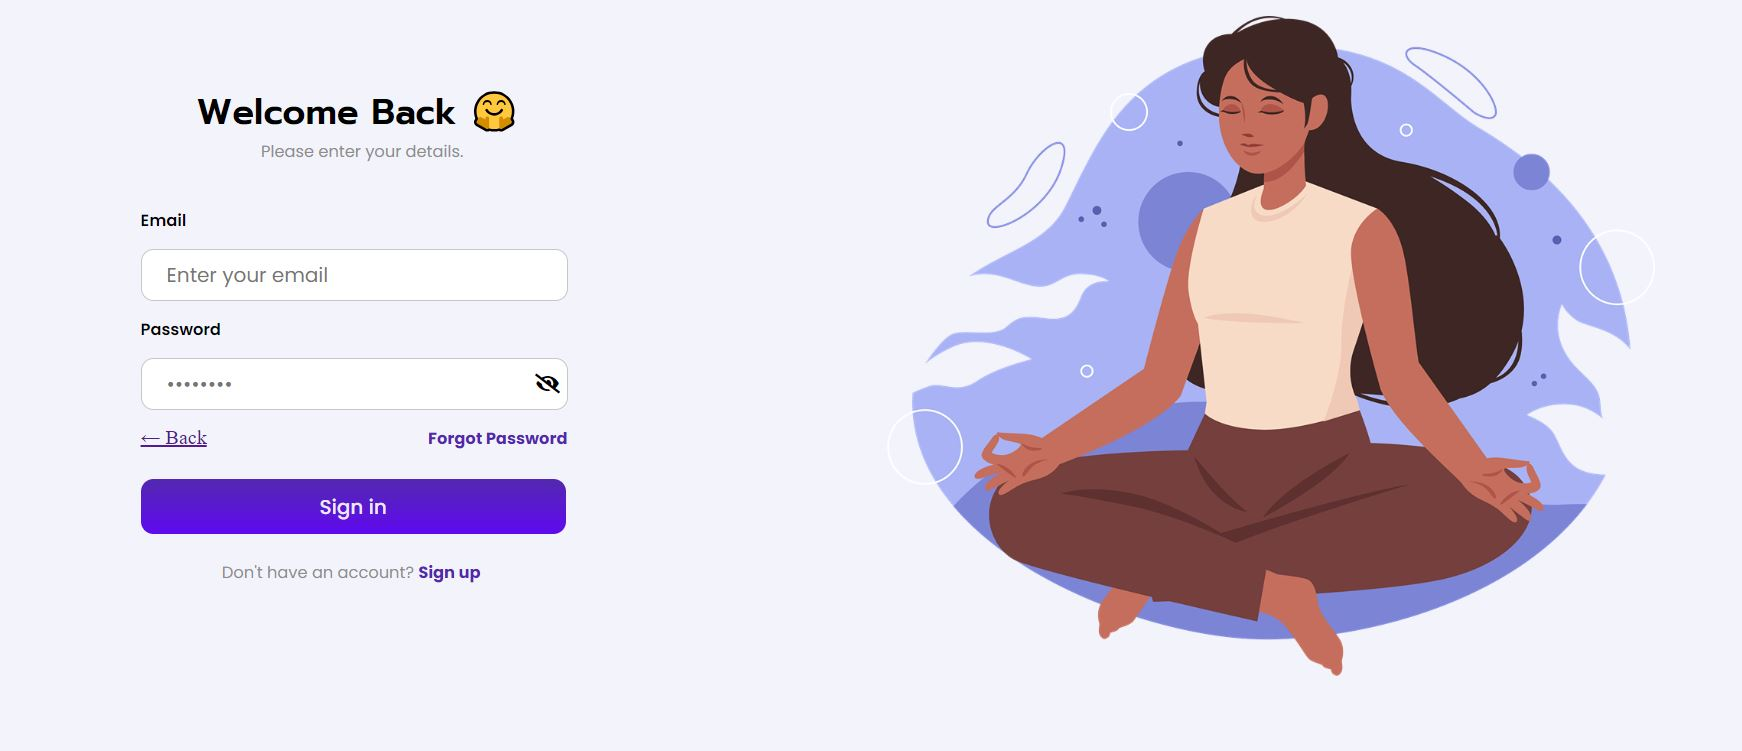 Welcome Back 🤗
Please enter your details.
Email
Enter your email
Password
••••••••
← Back
Forgot Password
Sign in
Don't have an account? Sign up